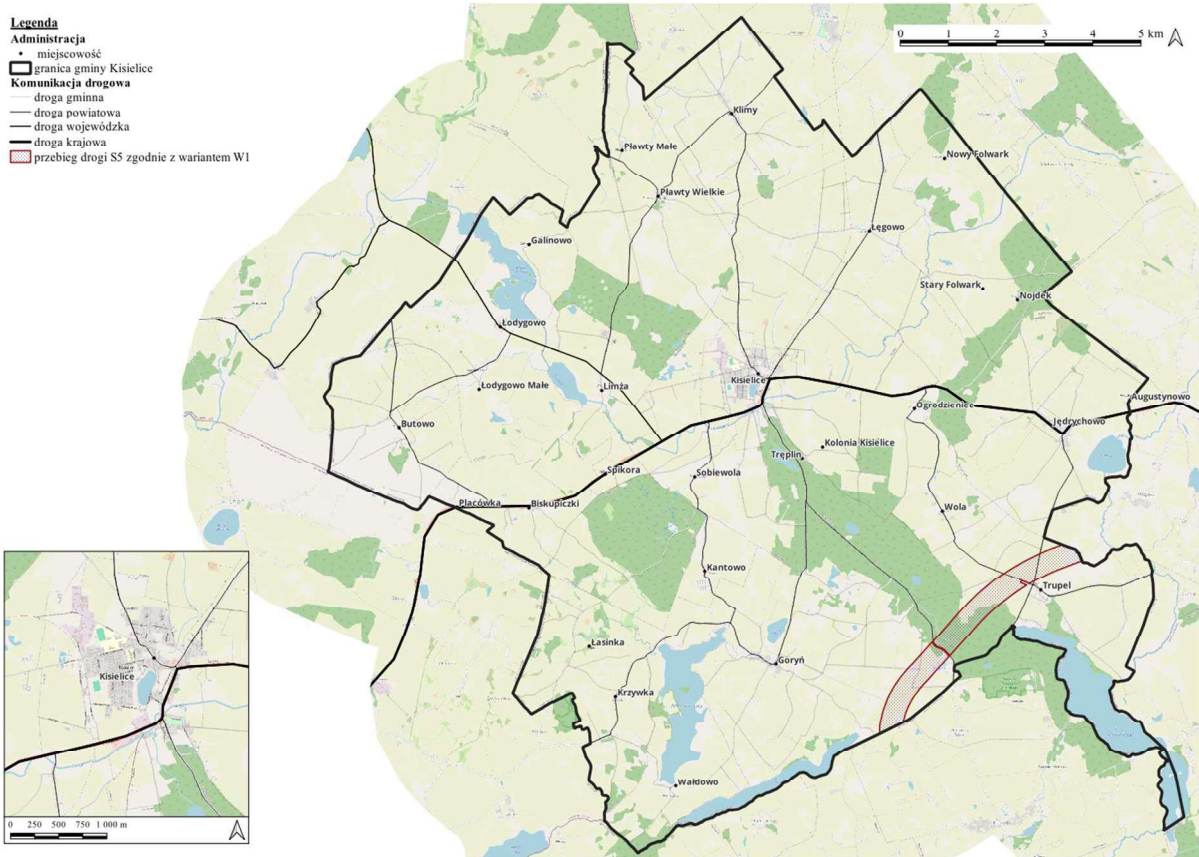 Legenda
Administracja
miejscowość
granica gminy Kisielice
Komunikacja drogowa
droga gminna
droga powiatowa
droga wojewódzka
droga krajowa
przebieg drogi S5 zgodnie z wariantem W1
0 1 2 3 4 5 km
Klimy
Pławty Małe
Nowy Folwark
Pławty Wielkie
Łęgowo
Galinowo
Stary Folwark
Nojdek
Łodygowo
Kisielice
Łodygowo Małe
Limża
Augustynowo
Ogrodzieniec
Jędrychowo
Butowo
Kolonia Kisielice
Tręplin
Spikora
Sobiewola
Placówka
Biskupiczki
Wola
Kantowo
Trupel
Łasinka
Goryń
Krzywka
Wałdowo
Kisielice
0 250 500 750 1 000 m